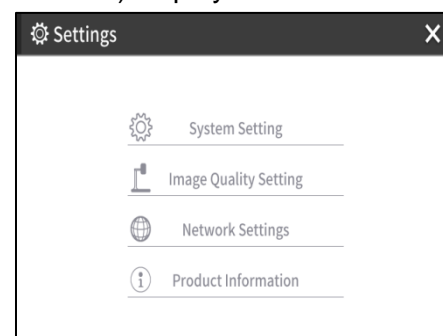 Settings
System Setting
Image Quality Setting
Network Settings
Product Information